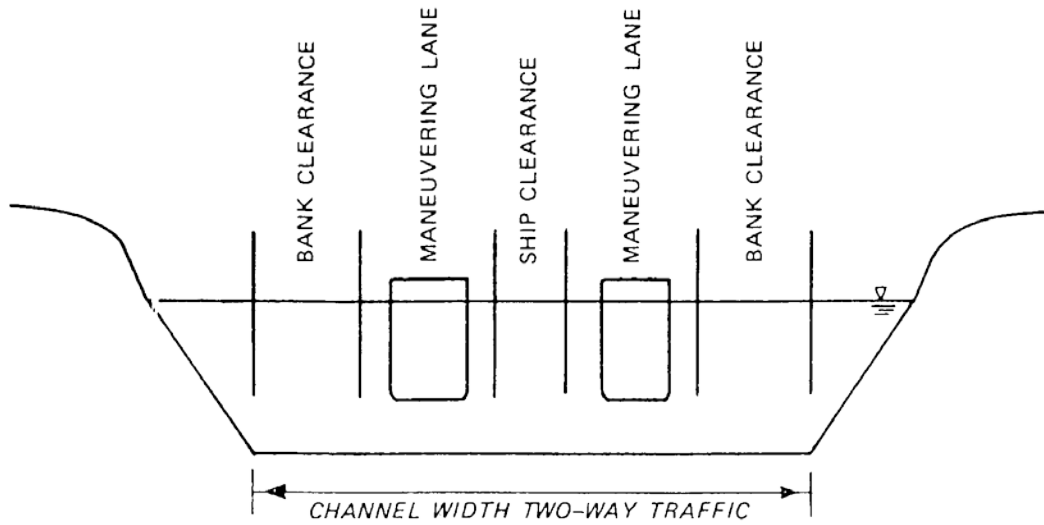 BANK CLEARANCE
MANEUVERING LANE
SHIP CLEARANCE
MANEUVERING LANE
BANK CLEARANCE
CHANNEL WIDTH TWO-WAY TRAFFIC